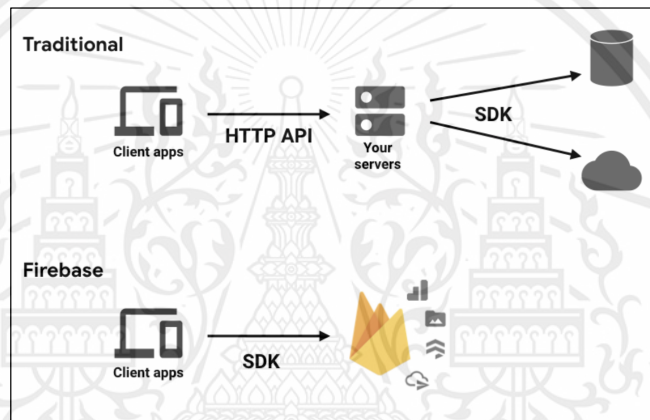 Traditional
HTTP API
SDK
Client apps
Your
servers
Firebase
SDK
Client apps